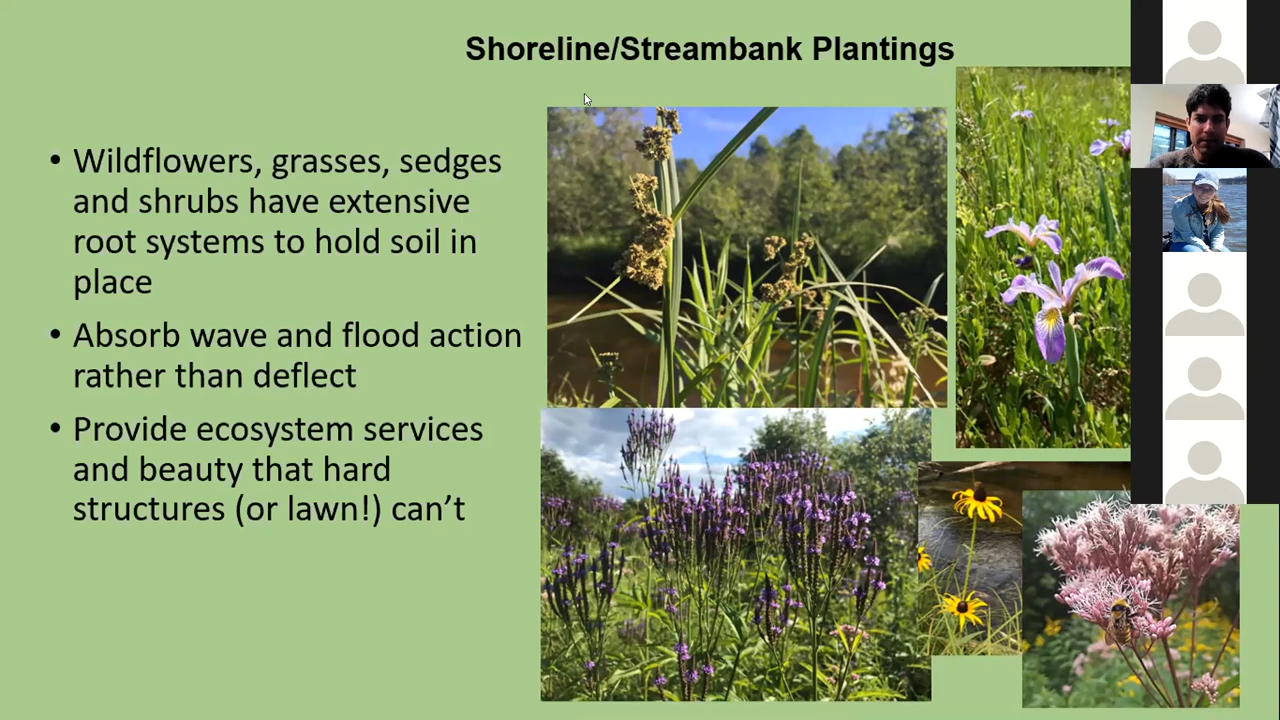 Shoreline/Streambank Plantings
• Wildflowers, grasses, sedges
and shrubs have extensive
root systems to hold soil in
place
• Absorb wave and flood action
rather than deflect
• Provide ecosystem services
and beauty that hard
structures (or lawn!) can’t